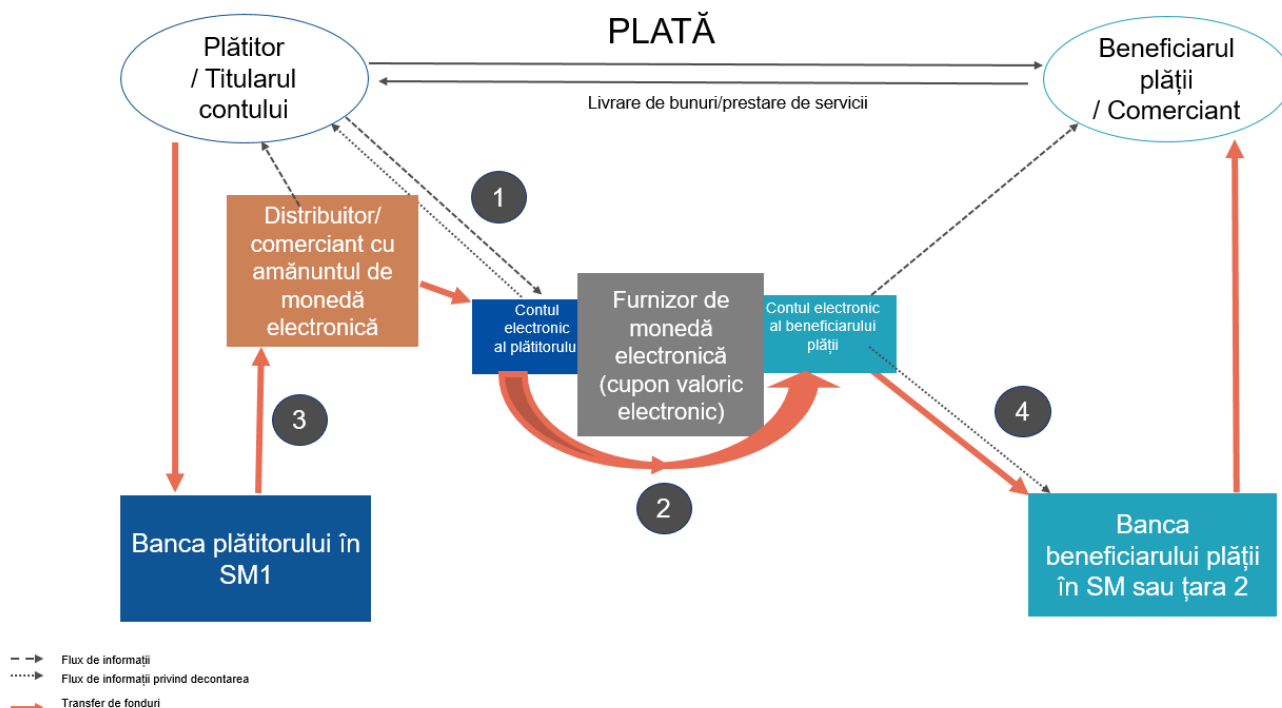 PLATĂ
Plătitor
/ Titularul
contului
Beneficiarul
plății
/ Comerciant
Livrare de bunuri/prestare de servicii
1
Distribuitor/
comerciant cu
amănuntul de
monedă
electronică
Contul
electronic
al plătitorulu
Furnizor de
monedă
electronică
(cupon valoric
electronic)
Contul electronic
al beneficiarului
plății
3
4
2
Banca plătitorului în
SM1
Banca
beneficiarului plății
în SM sau țara 2
Flux de informații
Flux de informații privind decontarea
Transfer de fonduri